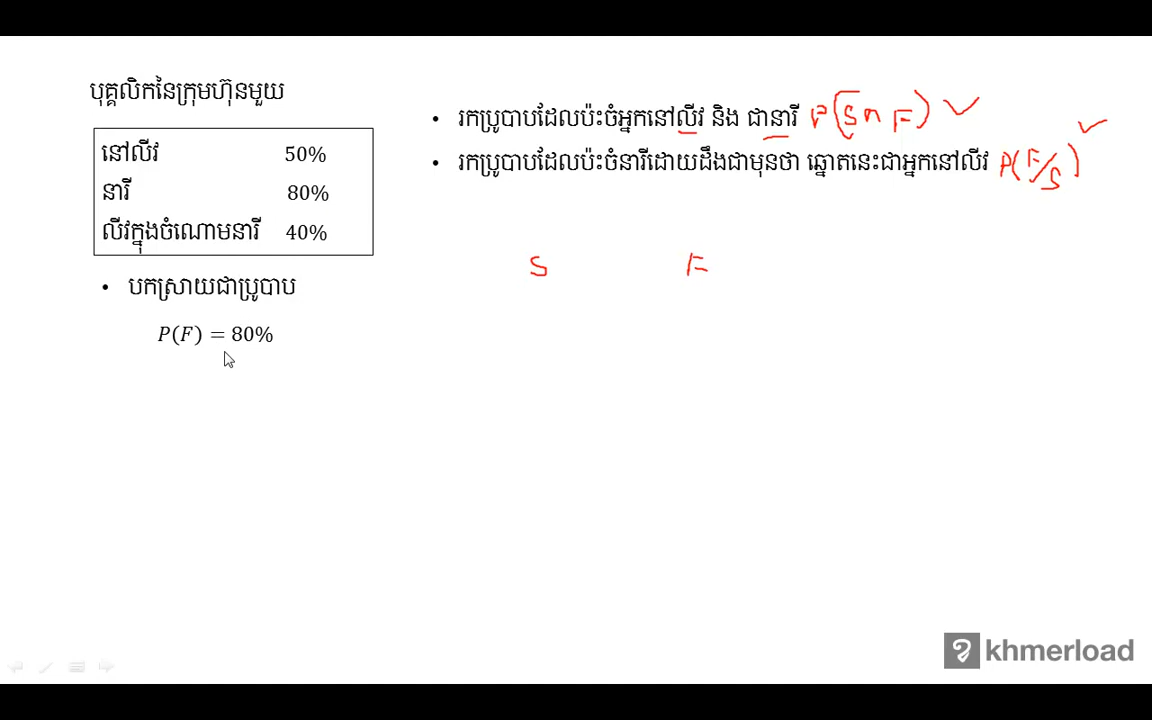 បុគ្គលិកនៃក្រុមហ៊ុនមួយ
នៅលីវ 50%
នារី 80%
លីវក្នុងចំណោមនារី 40%
• បកស្រាយជាប្រូបាប
P(F) = 80%
• រកប្រូបាបដែលប៉ះចំអ្នកនៅលីវ និង ជានារី P(S∩F)
• រកប្រូបាបដែលប៉ះចំនារីដោយដឹងជាមុនថា ឆ្នោតនេះជាអ្នកនៅលីវ P(F/S)
S F
khmerload